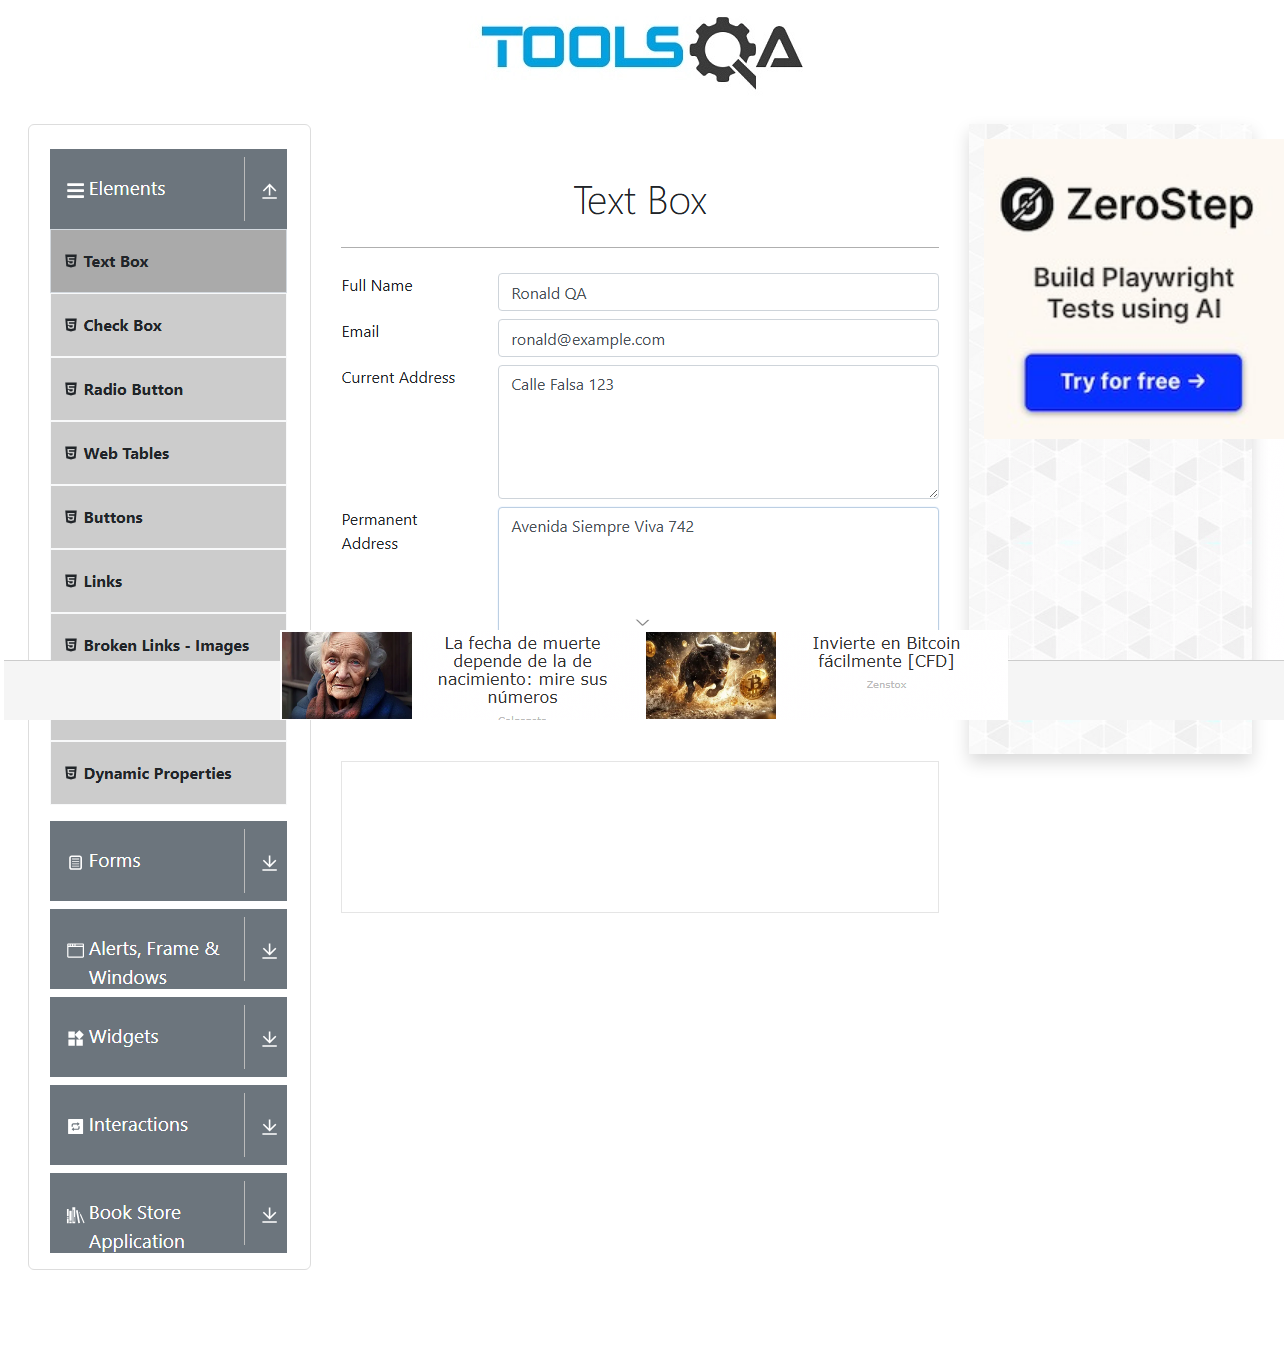 TOOLSQA
Elements
Text Box
Check Box
Radio Button
Web Tables
Buttons
Links
Broken Links - Images
Dynamic Properties
Forms
Alerts, Frame &
Windows
Widgets
Interactions
Book Store
Application
Text Box
Full Name
Ronald QA
Email
ronald@example.com
Current Address
Calle Falsa 123
Permanent
Address
Avenida Siempre Viva 742
La fecha de muerte
depende de la de
nacimiento: mire sus
números
Invierte en Bitcoin
fácilmente [CFD]
Zenstox
ZeroStep
Build Playwright
Tests using AI
Try for free →